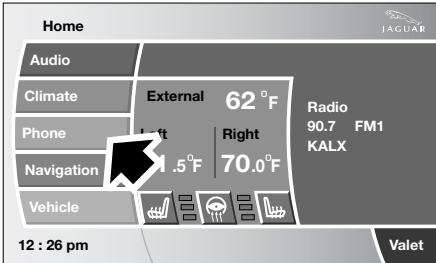 Home
JAGUAR
Audio
Climate
Phone
Navigation
Vehicle
External 62 °F
Left Right
.5°F 70.0°F
Radio
90.7 FM1
KALX
12 : 26 pm
Valet